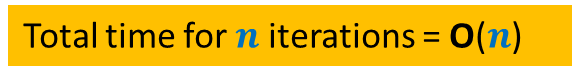 Total time for n iterations = O(n)